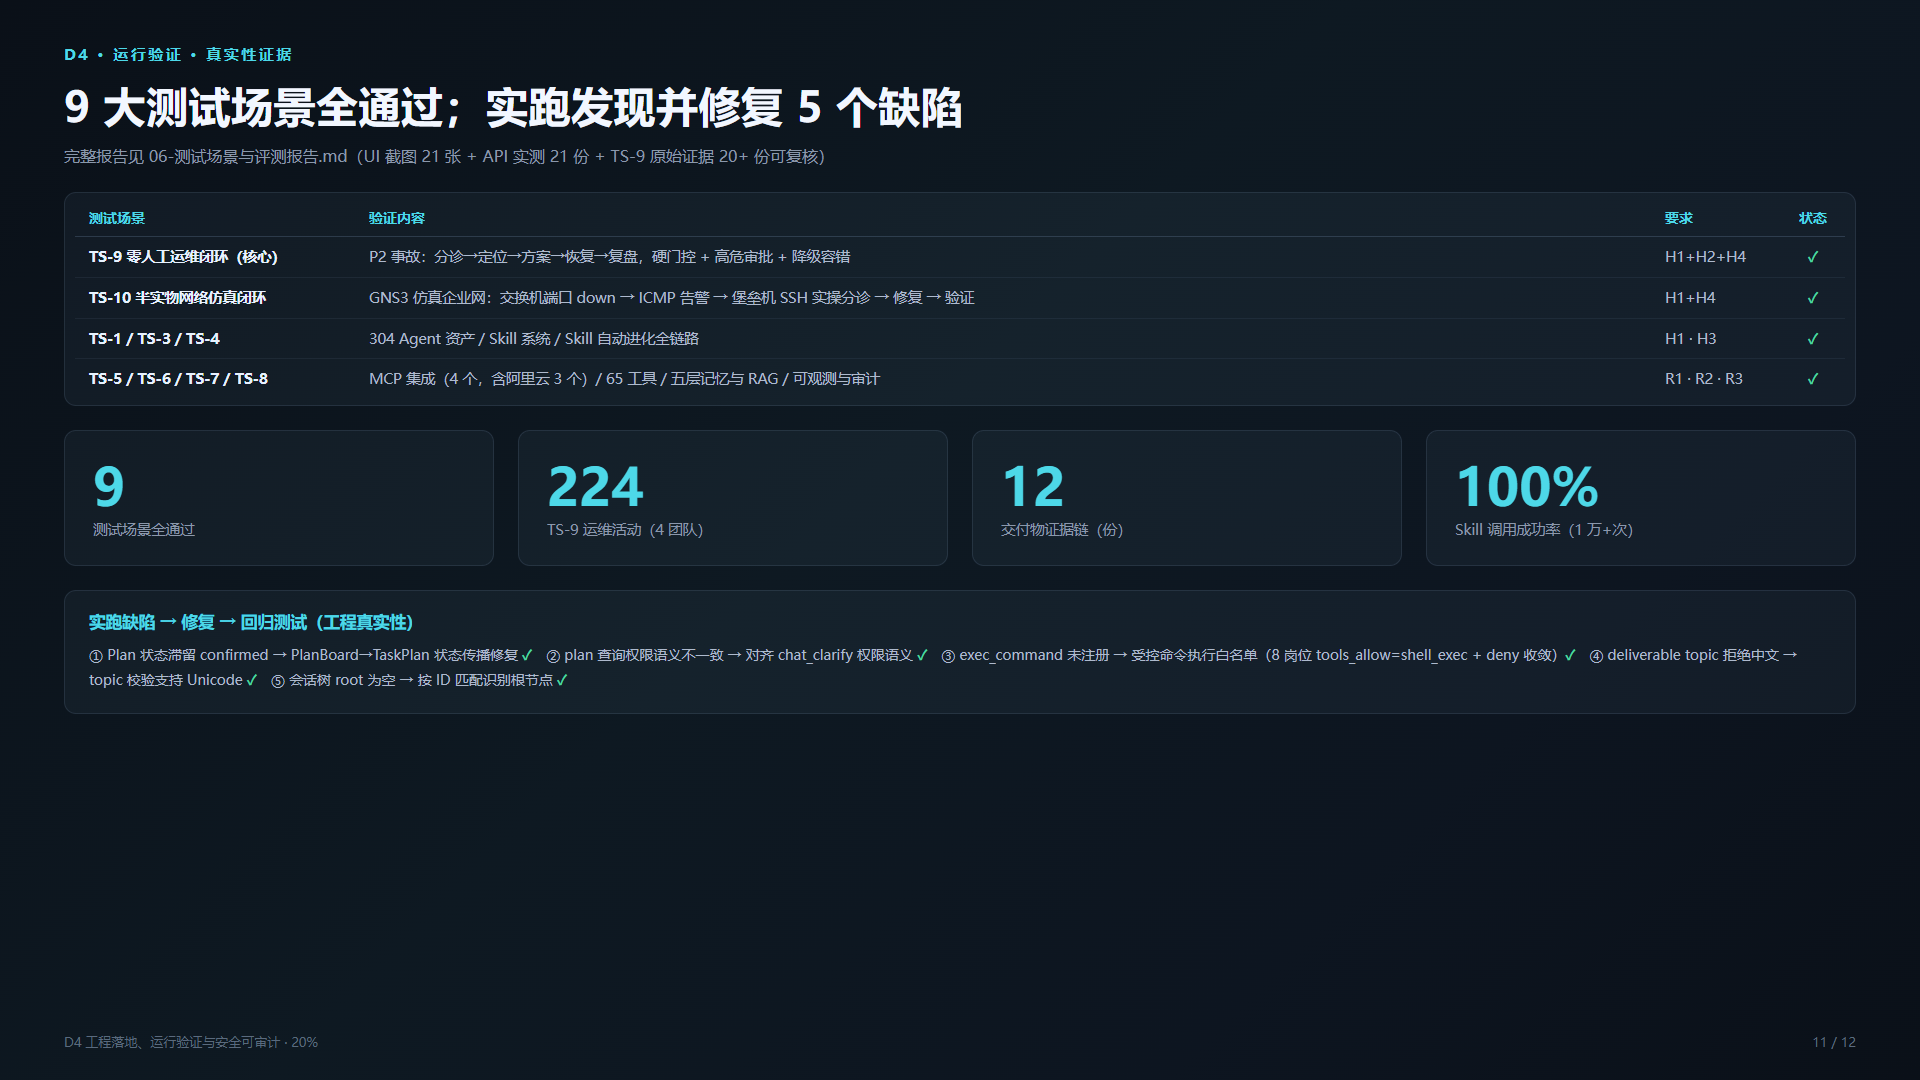 D4 • 运行验证 • 真实性证据
9 大测试场景全通过；实跑发现并修复 5 个缺陷
完整报告见 06-测试场景与评测报告.md（UI 截图 21 张 + API 实测 21 份 + TS-9 原始证据 20+ 份可复核）
测试场景 验证内容 要求 状态
TS-9 零人工运维闭环（核心） P2 事故：分诊→定位→方案→恢复→复盘，硬门控 + 高危审批 + 降级容错 H1+H2+H4 ✓
TS-10 半实物网络仿真闭环 GNS3 仿真企业网：交换机端口 down → ICMP 告警 → 堡垒机 SSH 实操分诊 → 修复 → 验证 H1+H4 ✓
TS-1 / TS-3 / TS-4 304 Agent 资产 / Skill 系统 / Skill 自动进化全链路 H1 · H3 ✓
TS-5 / TS-6 / TS-7 / TS-8 MCP 集成（4 个，含阿里云 3 个）/ 65 工具 / 五层记忆与 RAG / 可观测与审计 R1 · R2 · R3 ✓
9 224 12 100%
测试场景全通过 TS-9 运维活动（4 团队） 交付物证据链（份） Skill 调用成功率（1 万+次）
实跑缺陷 → 修复 → 回归测试（工程真实性）
① Plan 状态滞留 confirmed → PlanBoard→TaskPlan 状态传播修复 ✓ ② plan 查询权限语义不一致 → 对齐 chat_clarify 权限语义 ✓ ③ exec_command 未注册 → 受控命令执行白名单（8 岗位 tools_allow=shell_exec + deny 收敛）✓ ④ deliverable topic 拒绝中文 →
topic 校验支持 Unicode ✓ ⑤ 会话树 root 为空 → 按 ID 匹配识别根节点 ✓
D4 工程落地、运行验证与安全可审计 · 20% 11 / 12